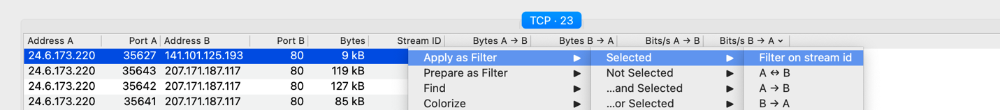 TCP · 23
Address A Port A Address B Port B Bytes Stream ID Bytes A → B Bytes B → A Bits/s A → B Bits/s B → A
24.6.173.220 35627 141.101.125.193 80 9 kB Apply as Filter Selected Filter on stream id
24.6.173.220 35643 207.171.187.117 80 119 kB Prepare as Filter Not Selected A ↔ B
24.6.173.220 35642 207.171.187.117 80 127 kB Find ...and Selected A → B
24.6.173.220 35641 207.171.187.117 80 85 kB Colorize ...or Selected B → A